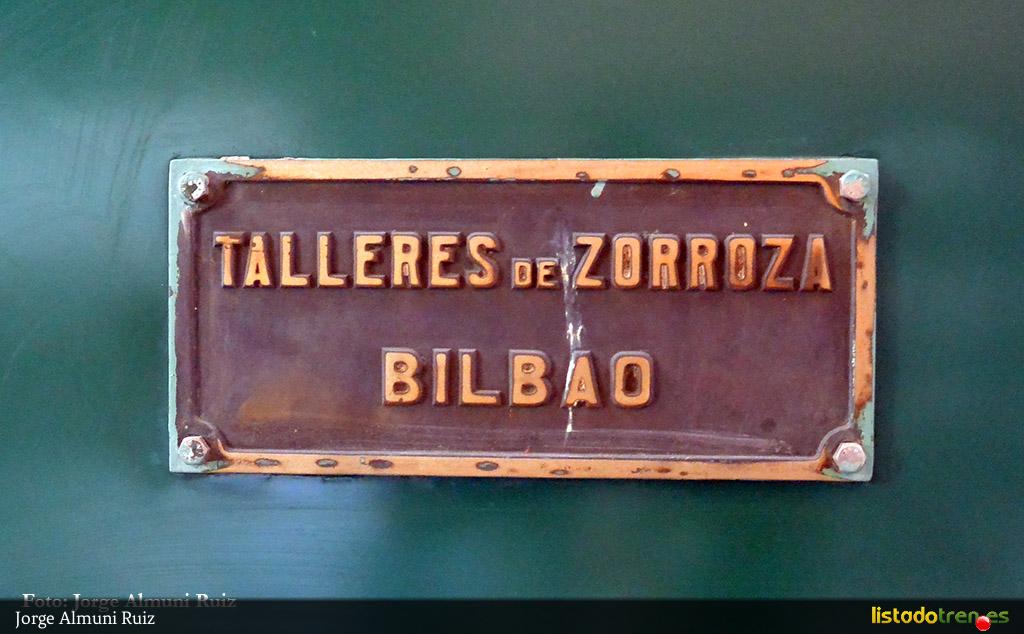 TALLERES DE ZORROZA
BILBAO
Foto: Jorge Almuni Ruiz
Jorge Almuni Ruiz
listadotren.es